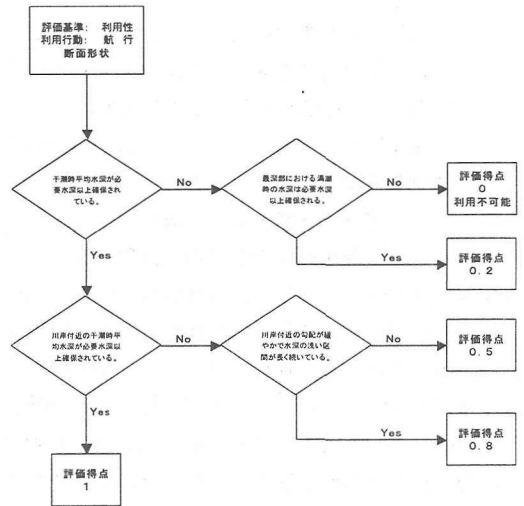 評価基準： 利用性
利用行動： 航 行
断面形状
干潮時平均水深が必
要水深以上確保され
ている。
No
最深部における満潮
時の水深は必要水深
以上確保される。
No
評価得点
0
利用不可能
Yes
Yes
評価得点
0.2
川岸付近の干潮時平
均水深が必要水深以
上確保されている。
No
川岸付近の勾配が緩
やかで水深の浅い区
間が長く続いている。
No
評価得点
0.5
Yes
Yes
評価得点
0.8
評価得点
1